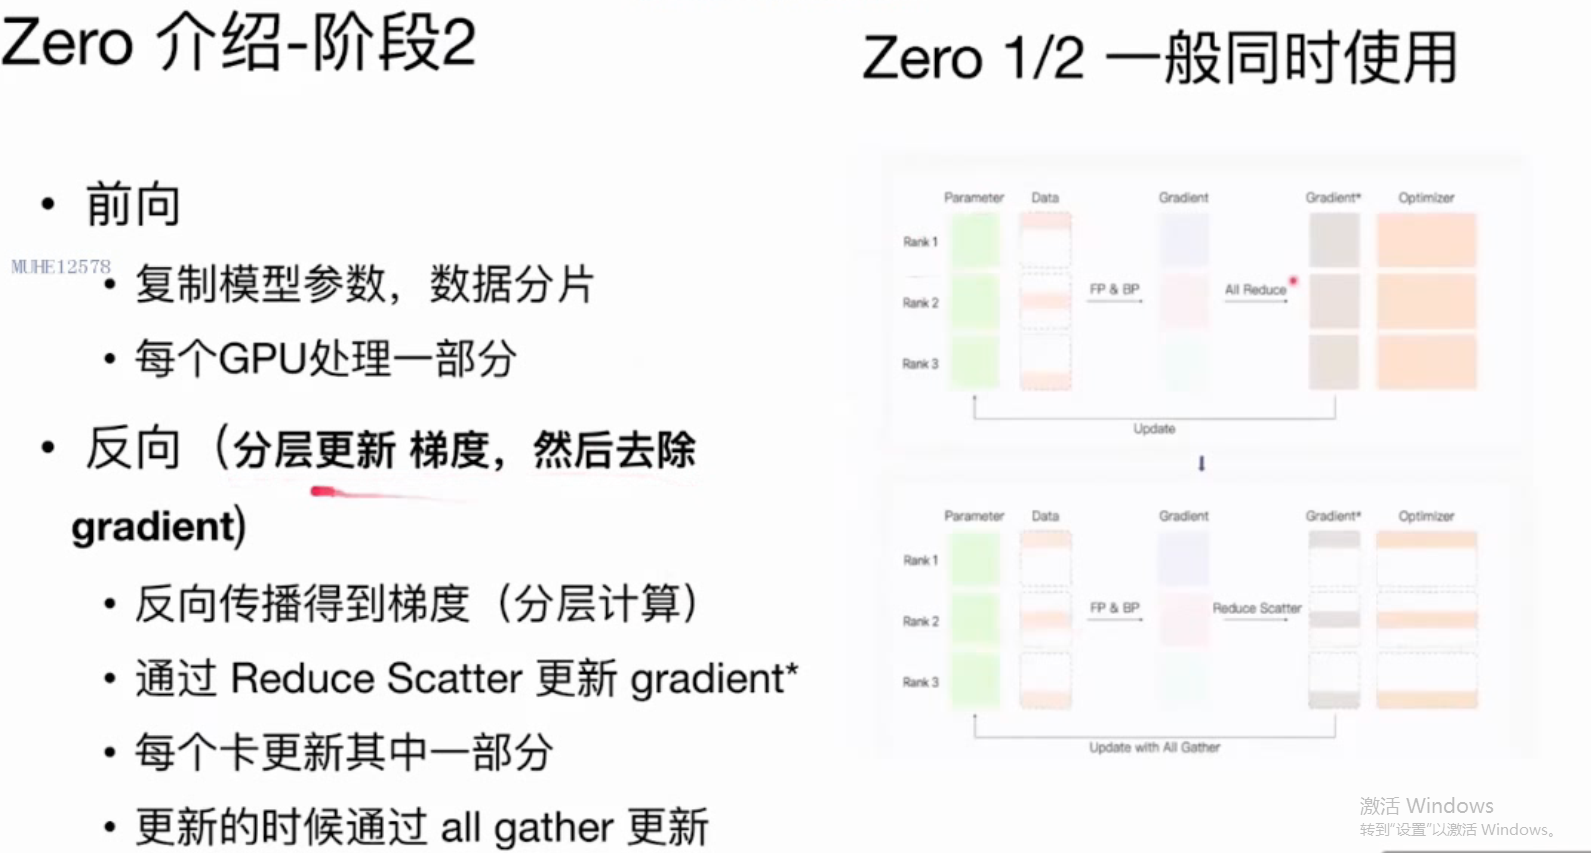 Zero 介绍-阶段2
• 前向
MUHE12578
• 复制模型参数，数据分片
• 每个GPU处理一部分
• 反向（分层更新 梯度，然后去除
gradient)
• 反向传播得到梯度（分层计算）
• 通过 Reduce Scatter 更新 gradient*
• 每个卡更新其中一部分
• 更新的时候通过 all gather 更新
Zero 1/2 一般同时使用
Parameter Data Gradient Gradient* Optimizer
Rank 1
FP & BP All Reduce
Rank 2
Rank 3
Update
Parameter Data Gradient Gradient* Optimizer
Rank 1
FP & BP Reduce Scatter
Rank 2
Rank 3
Update with All Gather
激活 Windows
转到“设置”以激活 Windows。